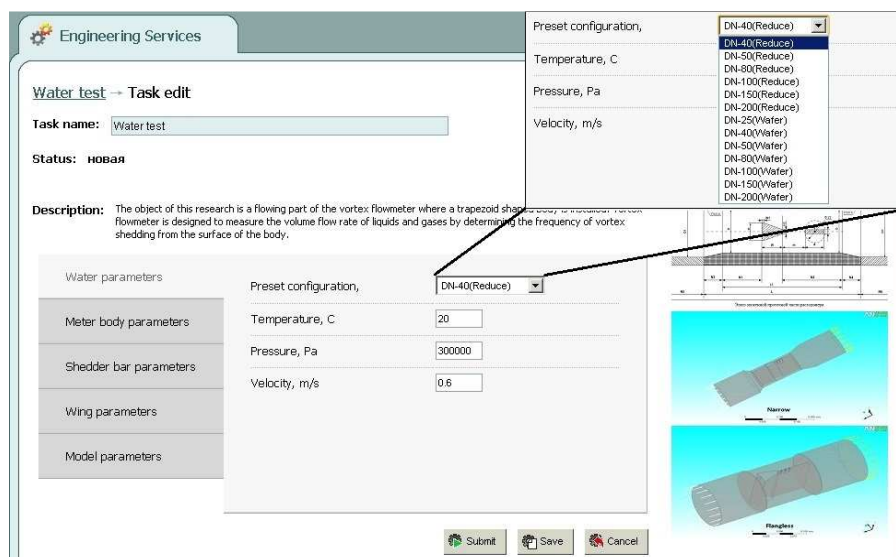 Engineering Services
Water test → Task edit
Task name: Water test
Status: новая
Description: The object of this research is a flowing part of the vortex flowmeter where a trapezoid shaped body is installed. Vortex
flowmeter is designed to measure the volume flow rate of liquids and gases by determining the frequency of vortex
shedding from the surface of the body.
Water parameters
Meter body parameters
Shedder bar parameters
Wing parameters
Model parameters
Preset configuration, DN-40(Reduce)
Temperature, C 20
Pressure, Pa 300000
Velocity, m/s 0.6
Submit Save Cancel
Preset configuration, DN-40(Reduce)
Temperature, C
Pressure, Pa
Velocity, m/s
DN-40(Reduce)
DN-50(Reduce)
DN-80(Reduce)
DN-100(Reduce)
DN-150(Reduce)
DN-200(Reduce)
DN-25(Wafer)
DN-40(Wafer)
DN-50(Wafer)
DN-80(Wafer)
DN-100(Wafer)
DN-150(Wafer)
DN-200(Wafer)
Narrow
Flangless